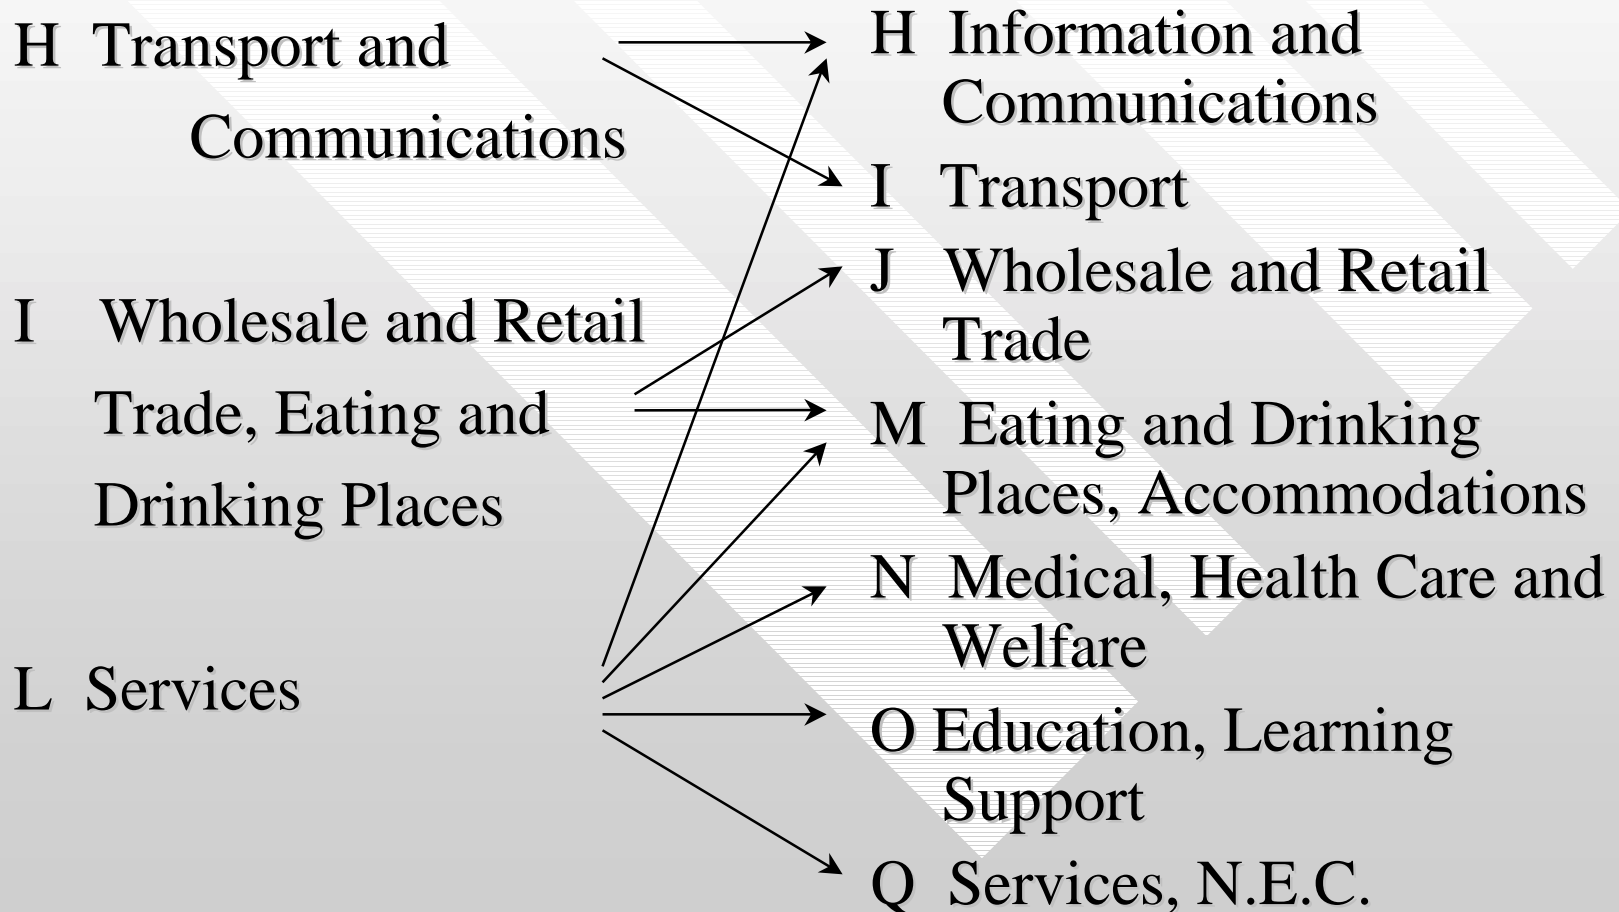 H Transport and
Communications
I Wholesale and Retail
Trade, Eating and
Drinking Places
L Services
H Information and
Communications
I Transport
J Wholesale and Retail
Trade
M Eating and Drinking
Places, Accommodations
N Medical, Health Care and
Welfare
O Education, Learning
Support
Q Services, N.E.C.